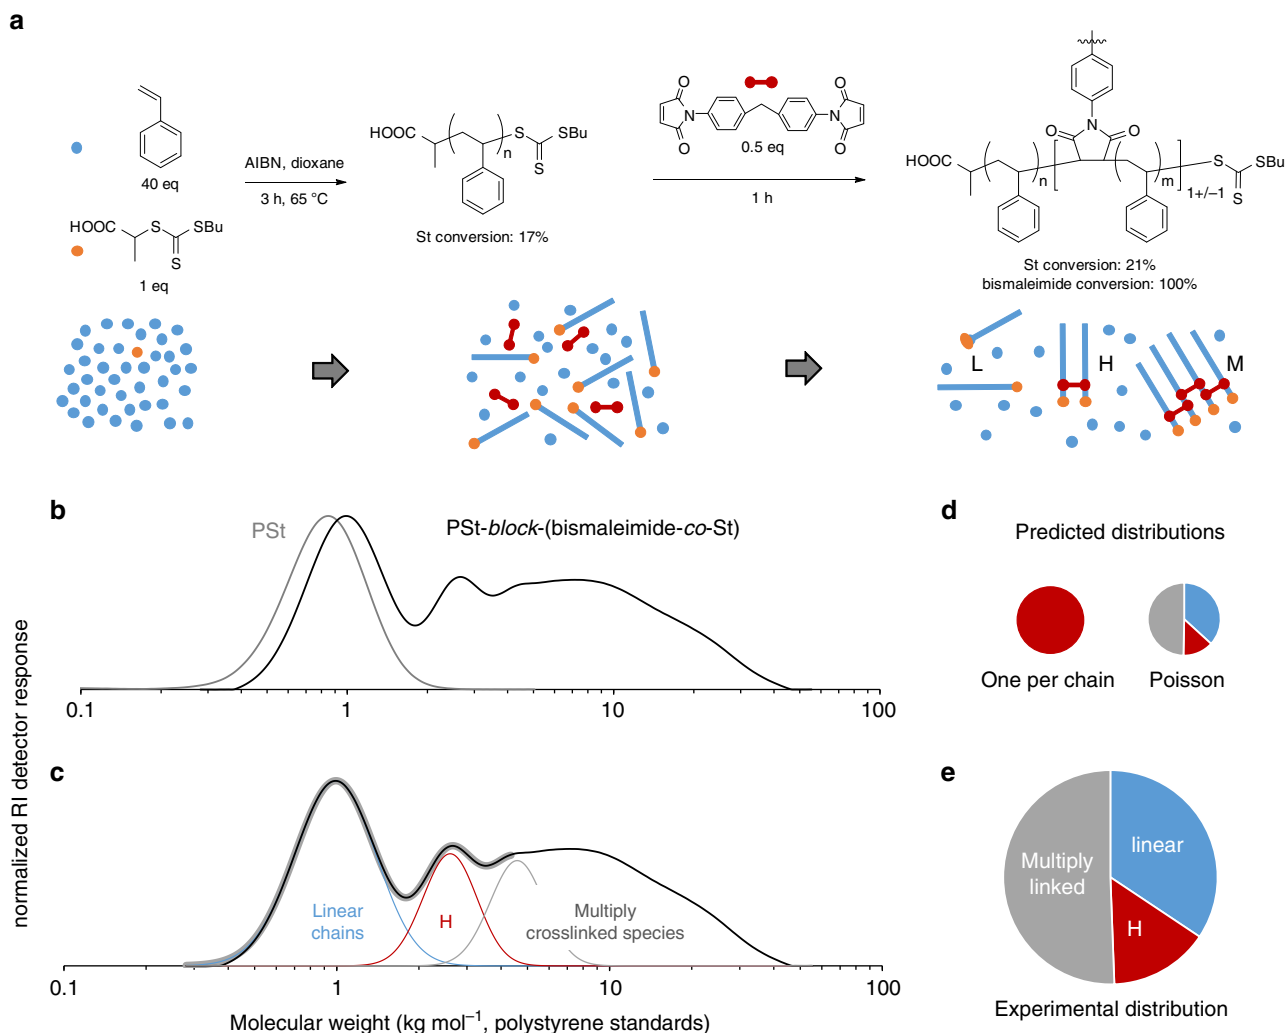 a
40 eq
HOOC
S
SBu
S
1 eq
AIBN, dioxane
3 h, 65 °C
HOOC
n
S
SBu
S
St conversion: 17%
O
O
N
N
O
O
0.5 eq
1 h
N
O
O
HOOC
n
m
1+/−1
S
SBu
S
St conversion: 21%
bismaleimide conversion: 100%
L
H
M
b
PSt
PSt-block-(bismaleimide-co-St)
0.1
1
10
100
c
Linear
chains
H
Multiply
crosslinked species
0.1
1
10
100
normalized RI detector response
Molecular weight (kg mol−1, polystyrene standards)
d
Predicted distributions
One per chain
Poisson
e
Multiply
linked
linear
H
Experimental distribution